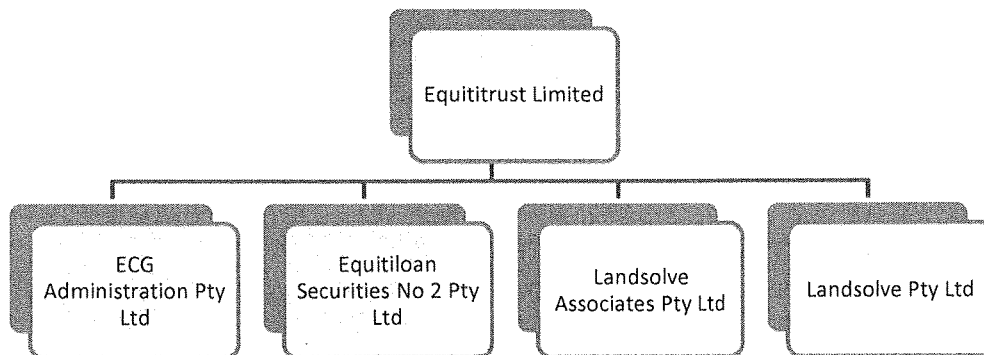 Equititrust Limited
ECG
Administration Pty
Ltd
Equitiloan
Securities No 2 Pty
Ltd
Landsolve
Associates Pty Ltd
Landsolve Pty Ltd